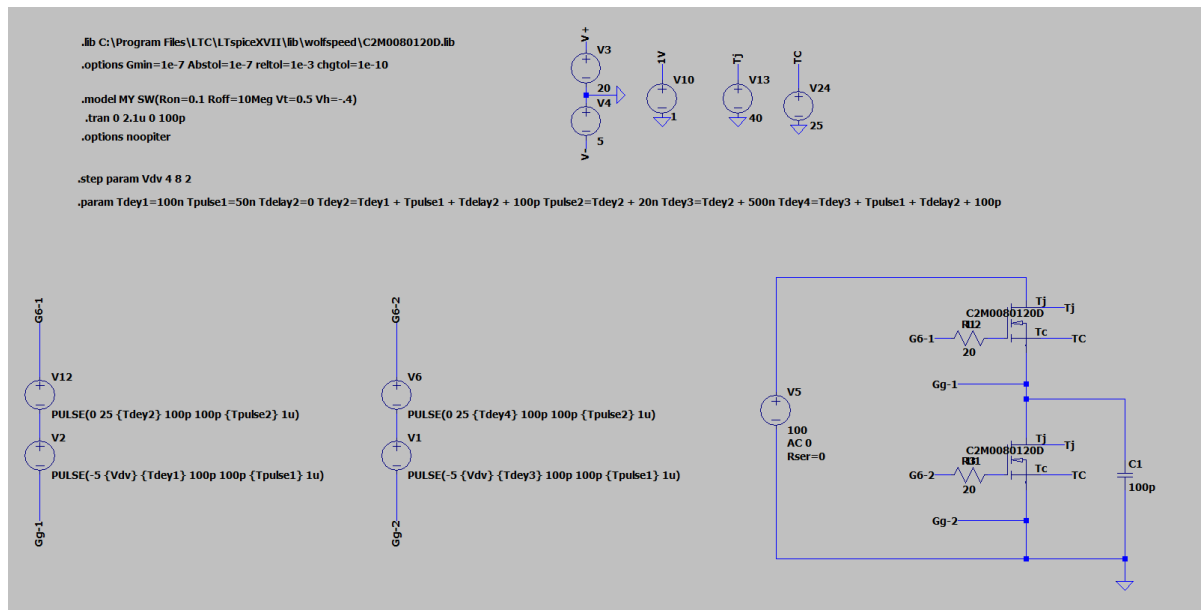 .lib C:\Program Files\LTC\LTspiceXVII\lib\wolfspeed\C2M0080120D.lib
.options Gmin=1e-7 Abstol=1e-7 reltol=1e-3 chgtol=1e-10
.model MY SW(Ron=0.1 Roff=10Meg Vt=0.5 Vh=-.4)
.tran 0 2.1u 0 100p
.options noopiter
.step param Vdv 4 8 2
.param Tdey1=100n Tpulse1=50n Tdelay2=0 Tdey2=Tdey1 + Tpulse1 + Tdelay2 + 100p Tpulse2=Tdey2 + 20n Tdey3=Tdey2 + 500n Tdey4=Tdey3 + Tpulse1 + Tdelay2 + 100p
V+
V3
20
V4
5
V-
1V
V10
1
Tj
V13
40
TC
V24
25
G6-1
V12
PULSE(0 25 {Tdey2} 100p 100p {Tpulse2} 1u)
V2
PULSE(-5 {Vdv} {Tdey1} 100p 100p {Tpulse1} 1u)
Gg-1
G6-2
V6
PULSE(0 25 {Tdey4} 100p 100p {Tpulse2} 1u)
V1
PULSE(-5 {Vdv} {Tdey3} 100p 100p {Tpulse1} 1u)
Gg-2
V5
100
AC 0
Rser=0
C2M0080120D
Tj
Tj
G6-1
20
Tc
TC
Gg-1
C2M0080120D
Tj
Tj
G6-2
20
Tc
TC
Gg-2
C1
100p